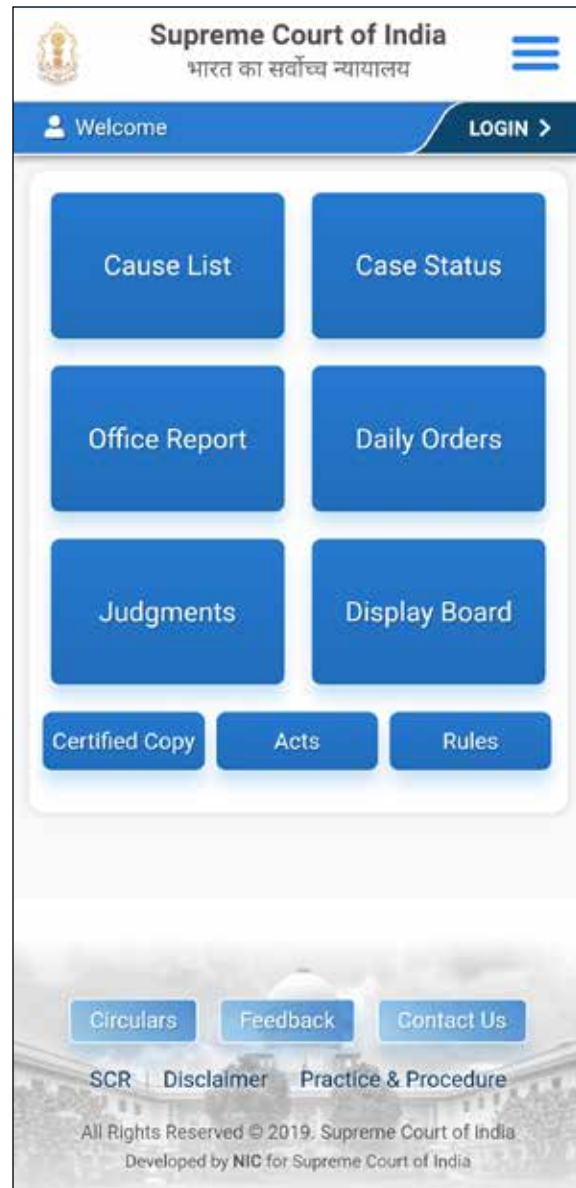 Supreme Court of India
भारत का सर्वोच्च न्यायालय
Welcome
LOGIN >
Cause List
Case Status
Office Report
Daily Orders
Judgments
Display Board
Certified Copy
Acts
Rules
Circulars
Feedback
Contact Us
SCR | Disclaimer Practice & Procedure
All Rights Reserved © 2019. Supreme Court of India
Developed by NIC for Supreme Court of India